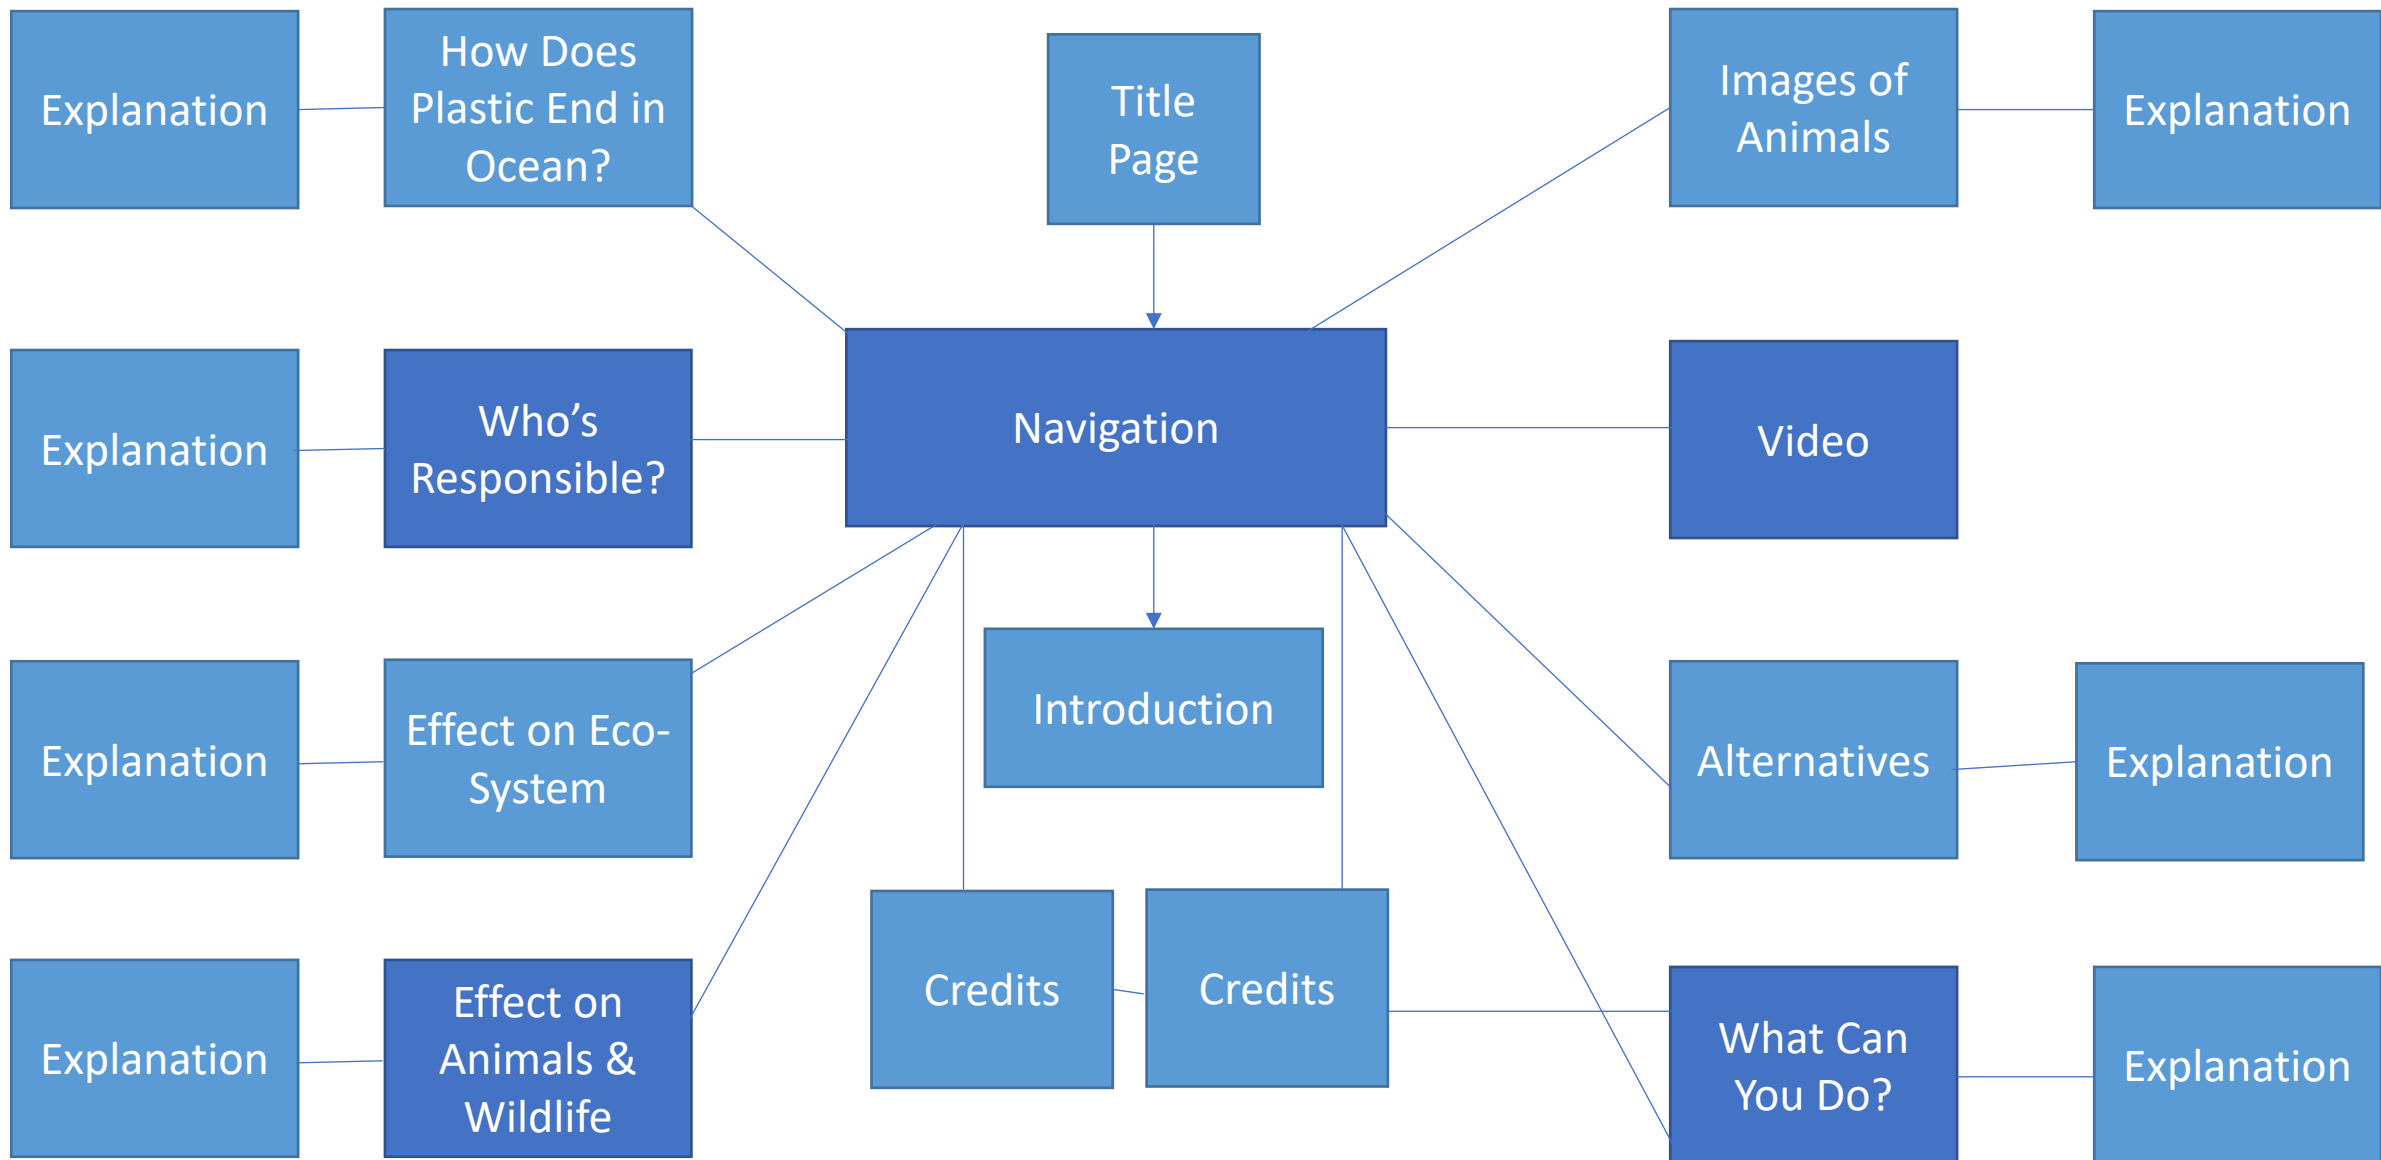 Explanation
How Does
Plastic End in
Ocean?
Title
Page
Images of
Animals
Explanation
Explanation
Who’s
Responsible?
Navigation
Video
Explanation
Effect on Eco-
System
Introduction
Alternatives
Explanation
Explanation
Effect on
Animals &
Wildlife
Credits
Credits
What Can
You Do?
Explanation